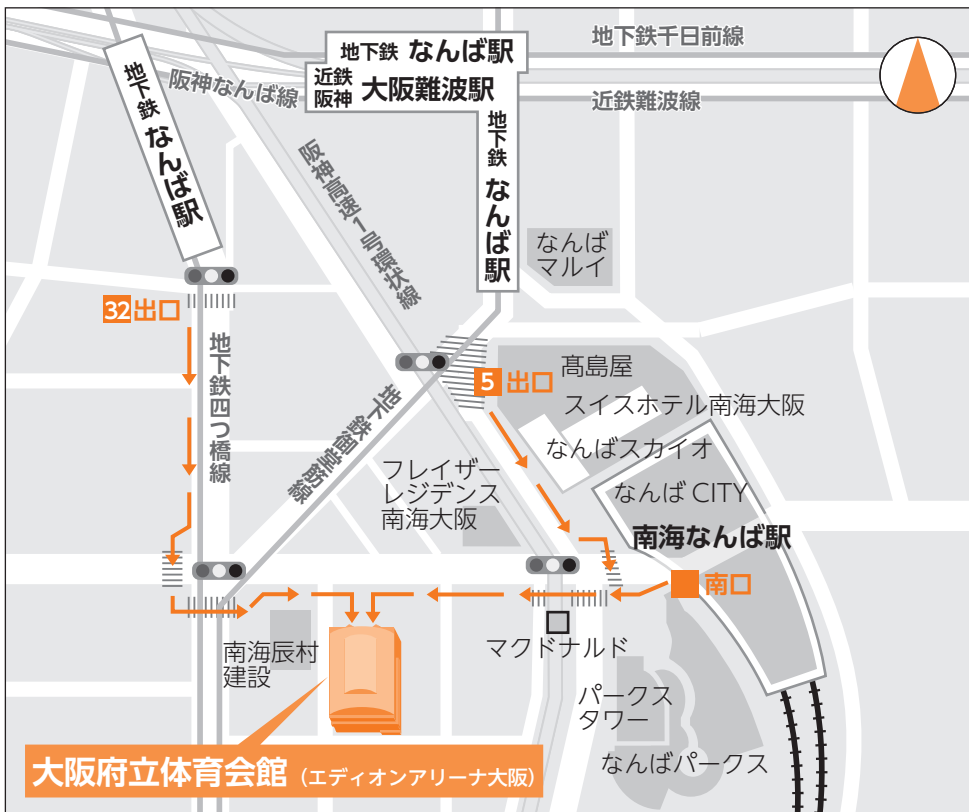 地下鉄 なんば駅
近鉄
阪神 大阪難波駅
地下鉄千日前線
近鉄難波線
阪神なんば線
地下鉄 なんば駅
地下鉄 なんば駅
阪神高速1号環状線
なんば
マルイ
32 出口
地下鉄四つ橋線
地下鉄御堂筋線
5 出口
髙島屋
スイスホテル南海大阪
なんばスカイオ
なんば CITY
フレイザー
レジデンス
南海大阪
南海なんば駅
南口
南海辰村
建設
マクドナルド
パークス
タワー
なんばパークス
大阪府立体育会館 (エディオンアリーナ大阪)